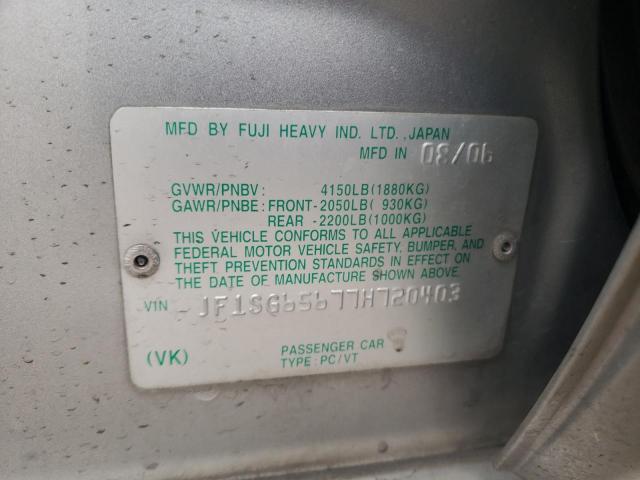 MFD BY FUJI HEAVY IND. LTD., JAPAN
MFD IN 08/06
GVWR/PNBV: 4150LB(1880KG)
GAWR/PNBE: FRONT-2050LB( 930KG)
REAR -2200LB(1000KG)
THIS VEHICLE CONFORMS TO ALL APPLICABLE
FEDERAL MOTOR VEHICLE SAFETY, BUMPER, AND
THEFT PREVENTION STANDARDS IN EFFECT ON
THE DATE OF MANUFACTURE SHOWN ABOVE.
VIN JF1SG65677H720403
PASSENGER CAR
(VK) TYPE: PC/VT